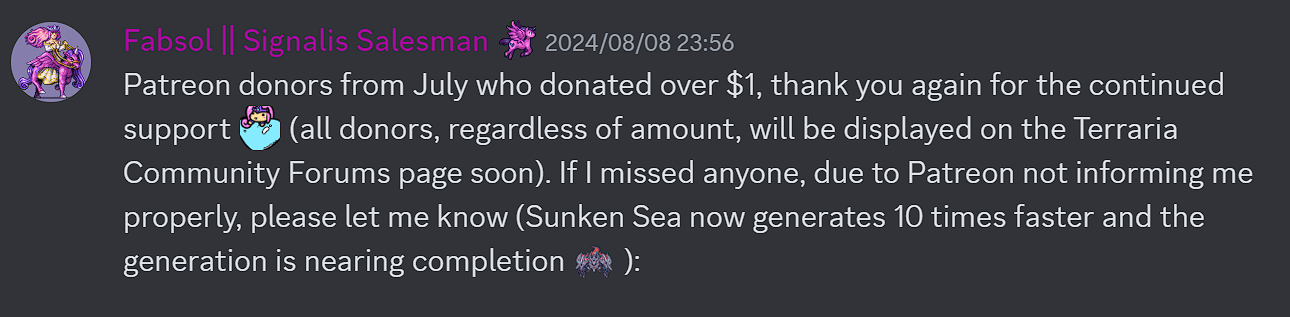 Fabsol || Signalis Salesman 2024/08/08 23:56
Patreon donors from July who donated over $1, thank you again for the continued
support (all donors, regardless of amount, will be displayed on the Terraria
Community Forums page soon). If I missed anyone, due to Patreon not informing me
properly, please let me know (Sunken Sea now generates 10 times faster and the
generation is nearing completion ):